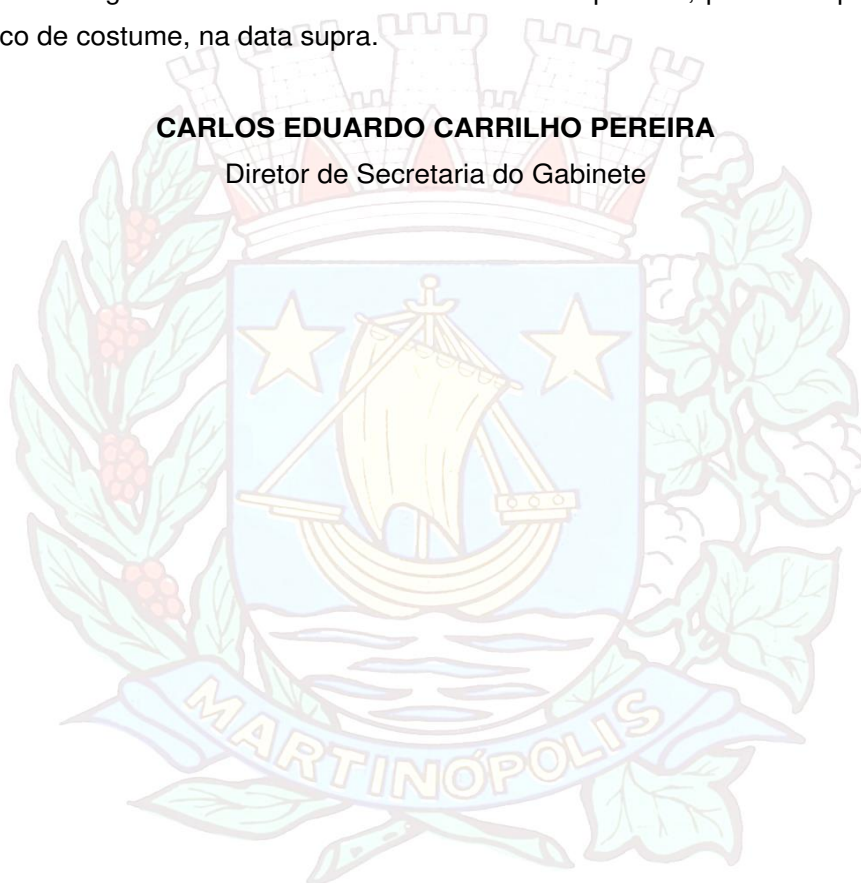 co de costume, na data supra.
CARLOS EDUARDO CARRILHO PEREIRA
Diretor de Secretaria do Gabinete
MARTINÓPOLIS